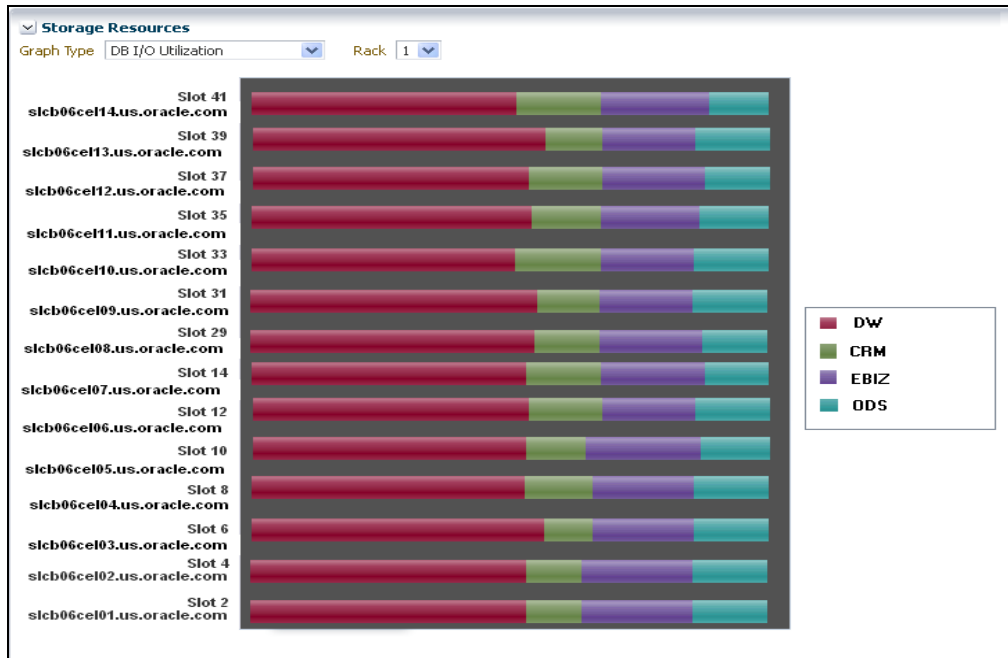 Storage Resources
Graph Type DB I/O Utilization Rack 1
Slot 41
slcb06cel14.us.oracle.com
Slot 39
slcb06cel13.us.oracle.com
Slot 37
slcb06cel12.us.oracle.com
Slot 35
slcb06cel11.us.oracle.com
Slot 33
slcb06cel10.us.oracle.com
Slot 31
slcb06cel09.us.oracle.com
Slot 29
slcb06cel08.us.oracle.com
Slot 14
slcb06cel07.us.oracle.com
Slot 12
slcb06cel06.us.oracle.com
Slot 10
slcb06cel05.us.oracle.com
Slot 8
slcb06cel04.us.oracle.com
Slot 6
slcb06cel03.us.oracle.com
Slot 4
slcb06cel02.us.oracle.com
Slot 2
slcb06cel01.us.oracle.com
DW
CRM
EBIZ
ODS